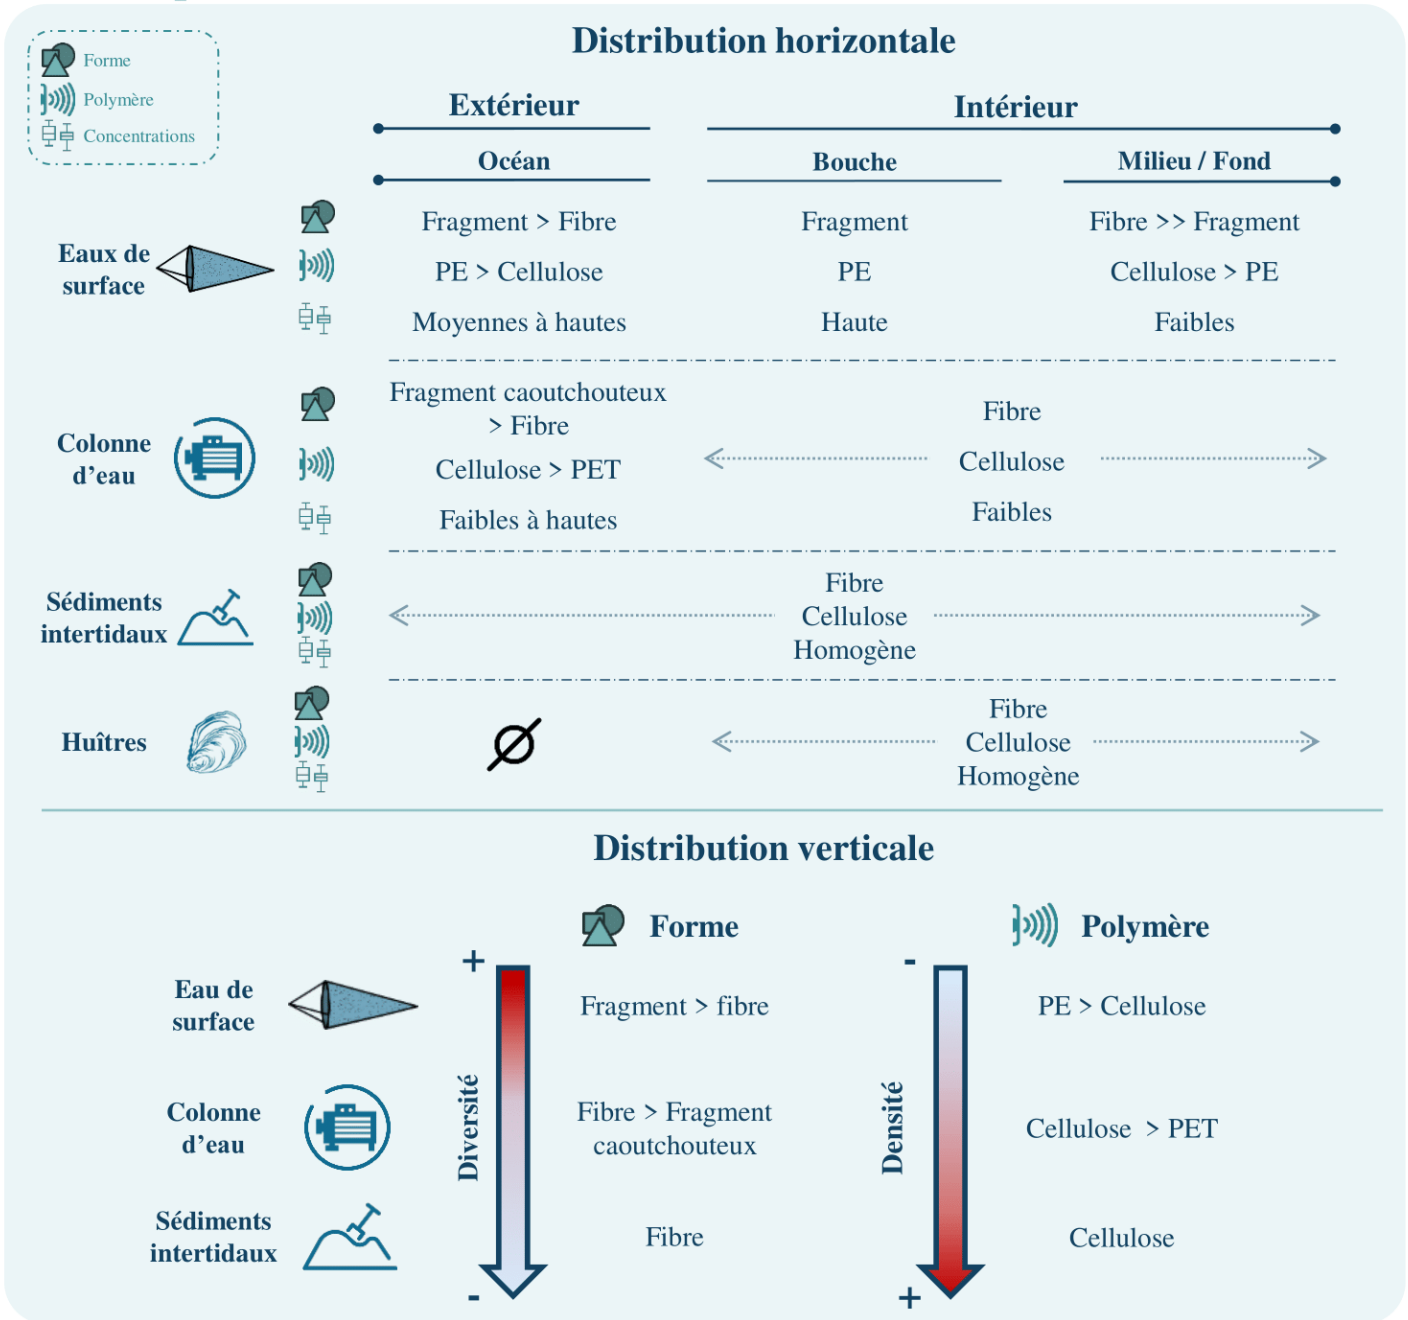 Distribution horizontale
Forme
Polymère
Concentrations
Extérieur
Intérieur
Océan
Bouche
Milieu / Fond
Eaux de
surface
Fragment > Fibre
Fragment
Fibre >> Fragment
PE > Cellulose
PE
Cellulose > PE
Moyennes à hautes
Haute
Faibles
Colonne
d'eau
Fragment caoutchouteux
> Fibre
Fibre
Cellulose > PET
Cellulose
Faibles à hautes
Faibles
Sédiments
intertidaux
Fibre
Cellulose
Homogène
Huîtres
Ø
Fibre
Cellulose
Homogène
Distribution verticale
Forme
Polymère
+
-
Eau de
surface
Fragment > fibre
PE > Cellulose
Diversité
Densité
Colonne
d'eau
Fibre > Fragment
caoutchouteux
Cellulose > PET
Sédiments
intertidaux
Fibre
Cellulose
-
+